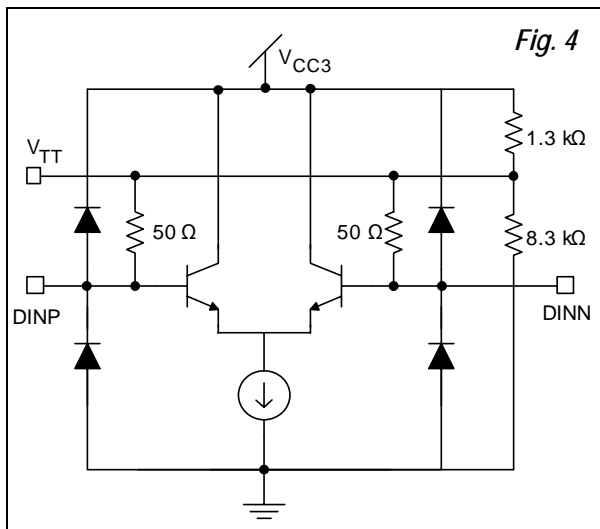 Fig. 4
VCC3
1.3 kΩ
VTT
50 Ω
50 Ω
8.3 kΩ
DINP
DINN